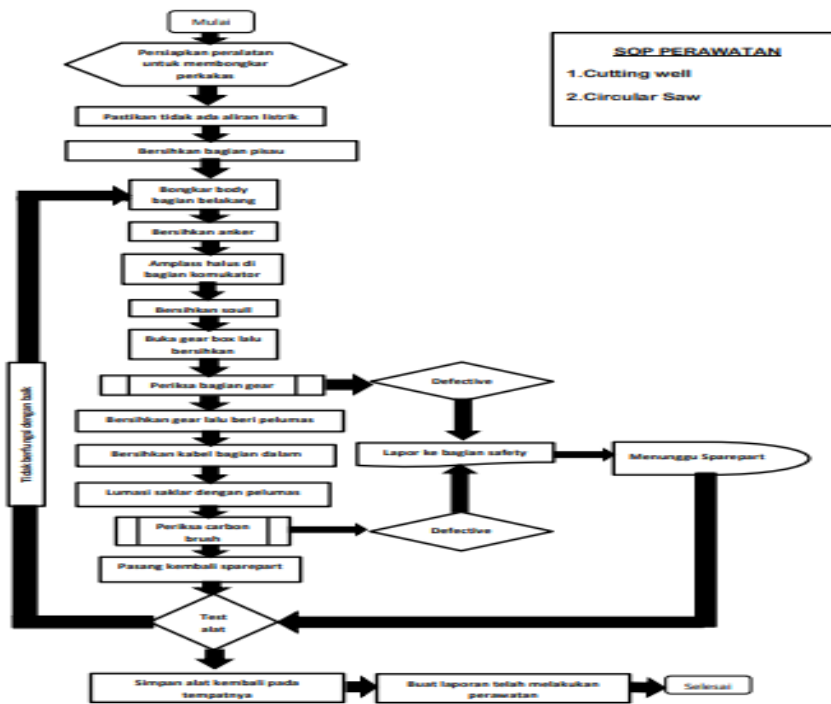 Mulai
Persiapkan peralatan
untuk membongkar
perkakas
SOP PERAWATAN
1.Cutting well
2.Circular Saw
Pastikan tidak ada aliran listrik
Bersihkan bagian pisau
Bongkar body
bagian belakang
Bersihkan anker
Amplass halus di
bagian komukator
Bersihkan soull
Buka gear box lalu
bersihkan
Periksa bagian gear
Defective
Bersihkan gear lalu beri pelumas
Bersihkan kabel bagian dalam
Lapor ke bagian safety
Menunggu Sparepart
Lumasi saklar dengan pelumas
Periksa carbon
brush
Defective
Pasang kembali sparepart
Tidak berfungi dengan baik
Test
alat
Simpan alat kembali pada
tempatnya
Buat laporan telah melakukan
perawatan
Selesai